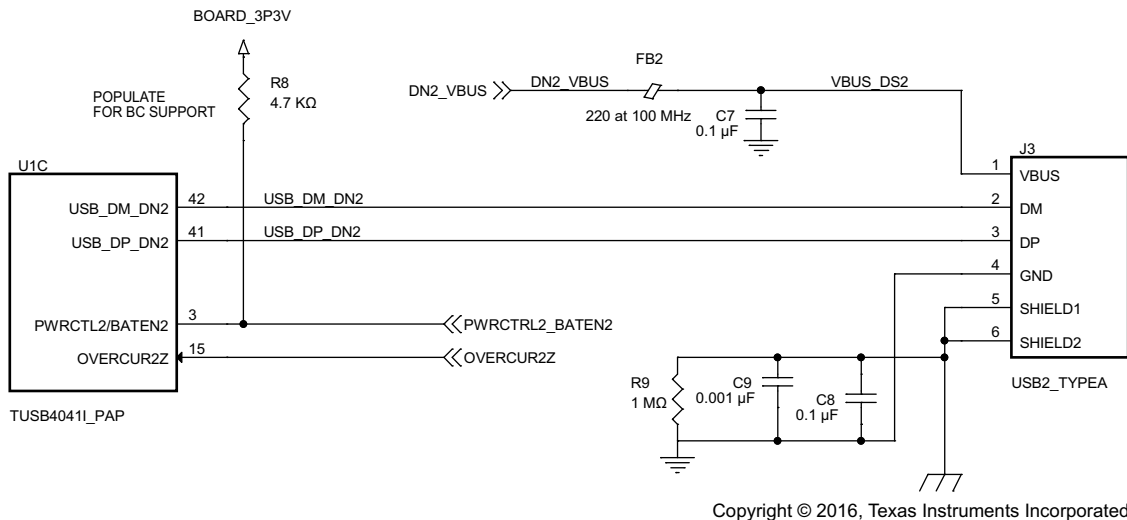 BOARD_3P3V
R8
4.7 KΩ
POPULATE
FOR BC SUPPORT
FB2
DN2_VBUS
DN2_VBUS
VBUS_DS2
220 at 100 MHz
C7
0.1 µF
U1C
J3
USB_DM_DN2
42
USB_DM_DN2
USB_DP_DN2
41
USB_DP_DN2
PWRCTL2/BATEN2
3
PWRCTRL2_BATEN2
OVERCUR2Z
15
OVERCUR2Z
TUSB4041I_PAP
1
VBUS
2
DM
3
DP
4
GND
5
SHIELD1
6
SHIELD2
USB2_TYPEA
R9
1 MΩ
C9
0.001 µF
C8
0.1 µF
Copyright © 2016, Texas Instruments Incorporated